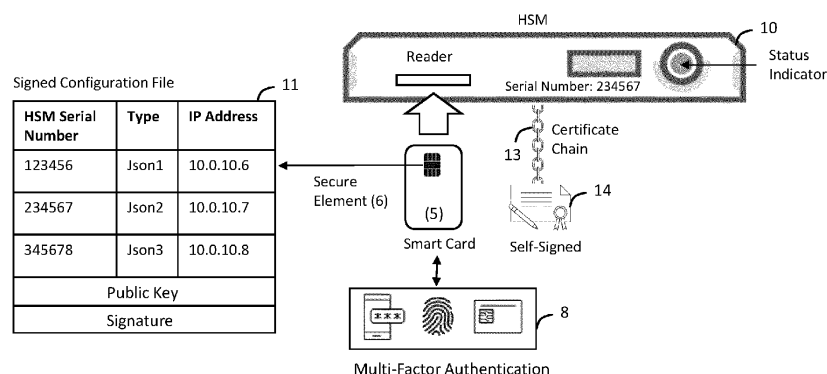 HSM
10
Reader
Status
Indicator
Serial Number: 234567
Signed Configuration File
11
HSM Serial Number	Type	IP Address
123456	Json1	10.0.10.6
234567	Json2	10.0.10.7
345678	Json3	10.0.10.8
Public Key
Signature
13
Certificate
Chain
Secure
Element (6)
(5)
Smart Card
14
Self-Signed
***
8
Multi-Factor Authentication